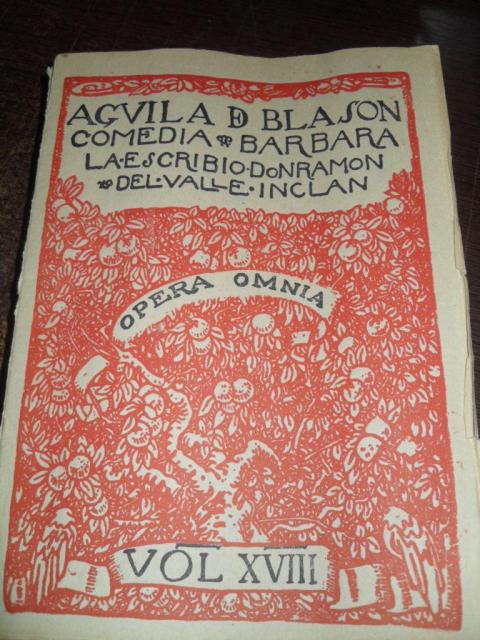 AGVILA D BLASON
COMEDIA BARBARA
LA·ESCRIBIO·DON RAMON
DEL·VALLE·INCLAN
OPERA OMNIA
VOL XVIII